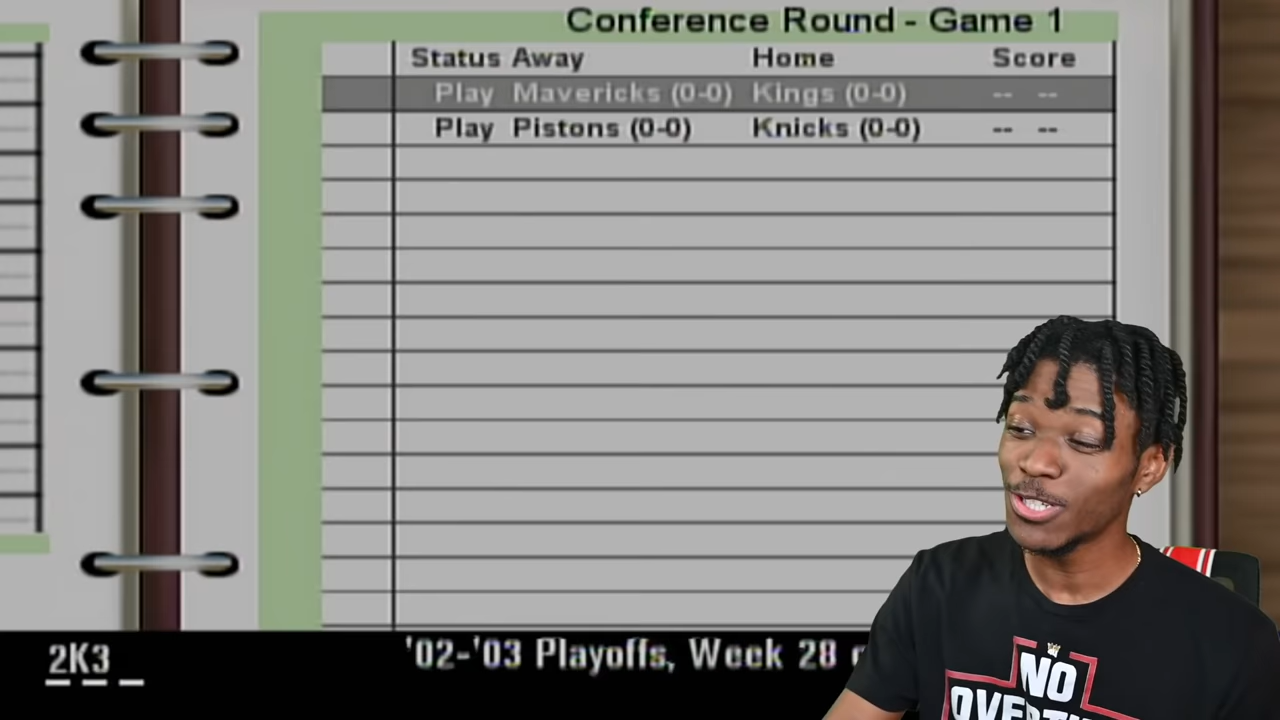 Conference Round - Game 1
Status Away Home Score
Play Mavericks (0-0) Kings (0-0) -- --
Play Pistons (0-0) Knicks (0-0) -- --
2K3
'02-'03 Playoffs, Week 28
NO